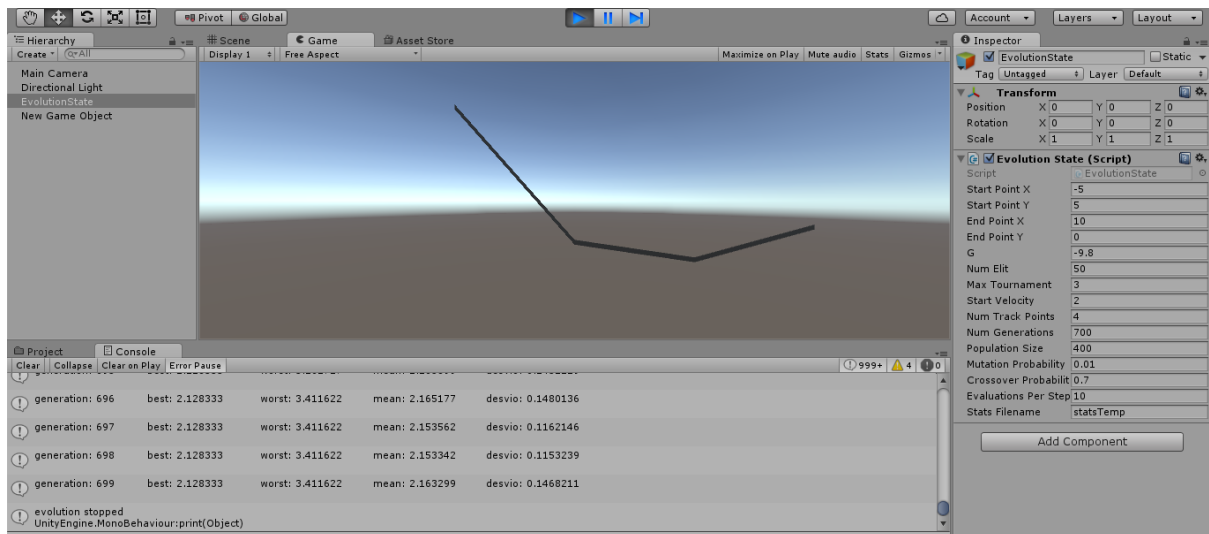 Pivot Global Account Layers Layout
Hierarchy Scene Game Asset Store Inspector
Create All Display 1 Free Aspect Maximize on Play Mute audio Stats Gizmos EvolutionState Static
Main Camera
Directional Light
EvolutionState
New Game Object
Tag Untagged Layer Default
Transform
Position X 0 Y 0 Z 0
Rotation X 0 Y 0 Z 0
Scale X 1 Y 1 Z 1
Evolution State (Script)
Script EvolutionState
Start Point X -5
Start Point Y 5
End Point X 10
End Point Y 0
G -9.8
Num Elit 50
Max Tournament 3
Start Velocity 2
Num Track Points 4
Num Generations 700
Population Size 400
Mutation Probability 0.01
Crossover Probabilit 0.7
Evaluations Per Step 10
Stats Filename statsTemp
Add Component
Project Console
Clear Collapse Clear on Play Error Pause 999+ 4 0
generation: 696 best: 2.128333 worst: 3.411622 mean: 2.165177 desvio: 0.1480136
generation: 697 best: 2.128333 worst: 3.411622 mean: 2.153562 desvio: 0.1162146
generation: 698 best: 2.128333 worst: 3.411622 mean: 2.153342 desvio: 0.1153239
generation: 699 best: 2.128333 worst: 3.411622 mean: 2.163299 desvio: 0.1468211
evolution stopped
UnityEngine.MonoBehaviour:print(Object)